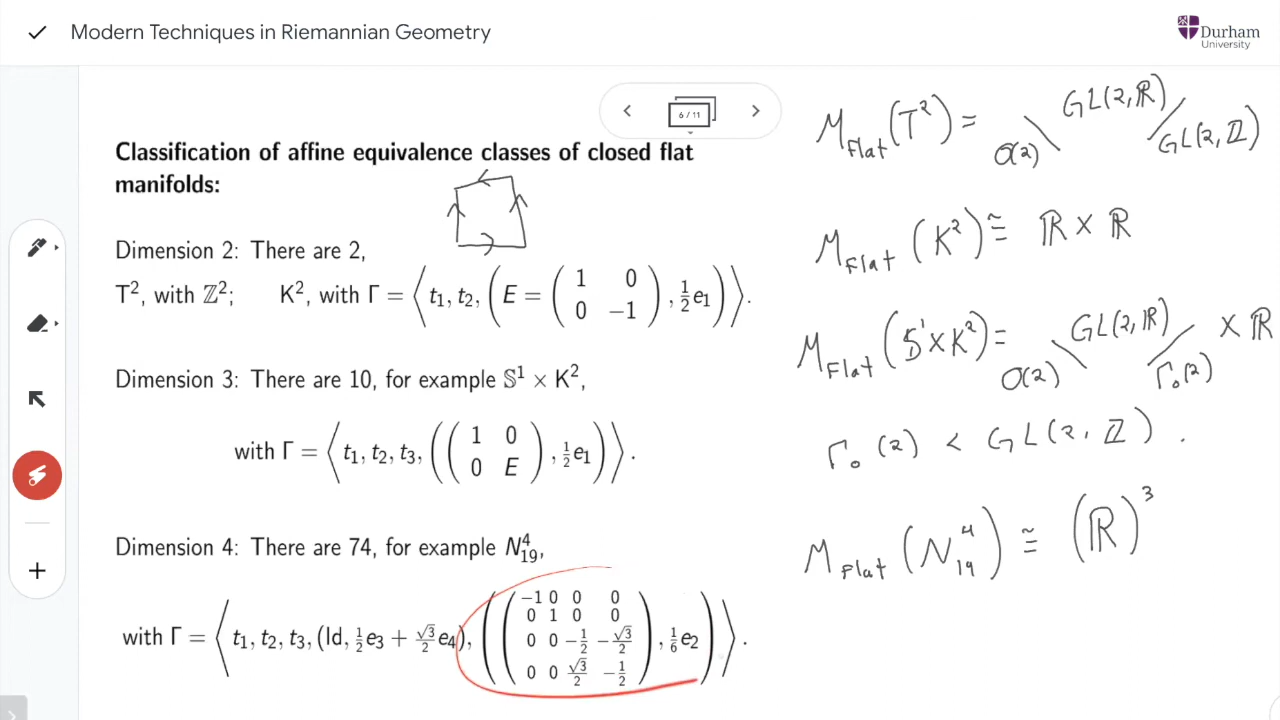 Modern Techniques in Riemannian Geometry
Durham
University
6 / 11
Classification of affine equivalence classes of closed flat
manifolds:
Dimension 2: There are 2,
T², with ℤ²; K², with Γ = ⟨ t₁, t₂, ( E = ( 1 0 ; 0 −1 ), ½e₁ ) ⟩.
Dimension 3: There are 10, for example 𝕊¹ × K²,
with Γ = ⟨ t₁, t₂, t₃, ( ( 1 0 ; 0 E ), ½e₁ ) ⟩.
Dimension 4: There are 74, for example N⁴₁₉,
with Γ = ⟨ t₁, t₂, t₃, (Id, ½e₃ + √3/2 e₄), ( ( −1 0 0 0 ; 0 1 0 0 ; 0 0 −½ −√3/2 ; 0 0 √3/2 −½ ), ⅙e₂ ) ⟩.
M_flat (T²) = O(2) \ GL(2,ℝ) / GL(2,ℤ)
M_flat (K²) ≅ ℝ × ℝ
M_flat (S¹×K²) = O(2) \ GL(2,ℝ) / Γ₀(2) × ℝ
Γ₀(2) < GL(2,ℤ).
M_flat (N⁴₁₉) ≅ (ℝ)³